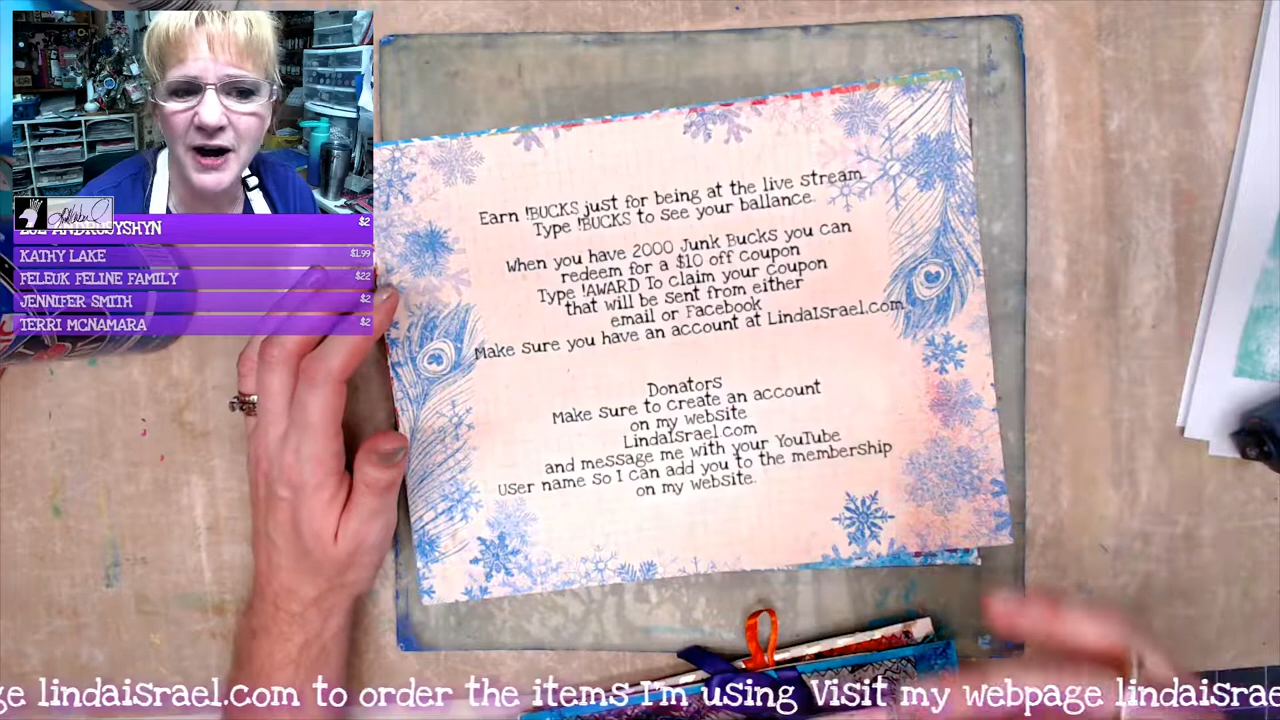 ANDROSYSHYN $2
KATHY LAKE $1.99
FELEUK FELINE FAMILY $22
JENNIFER SMITH $2
TERRI MCNAMARA $2
Earn !BUCKS just for being at the live stream
Type !BUCKS to see your ballance.
When you have 2000 Junk Bucks you can
redeem for a $10 off coupon
Type !AWARD To claim your Coupon
that will be sent from either
email or Facebook
Make sure you have an account at LindaIsrael.com
Donators
Make sure to create an account
on my website
LindaIsrael.com
and message me with your YouTube
User name so I can add you to the membership
on my website.
ge lindaisrael.com to order the items I'm using Visit my webpage lindaisrae